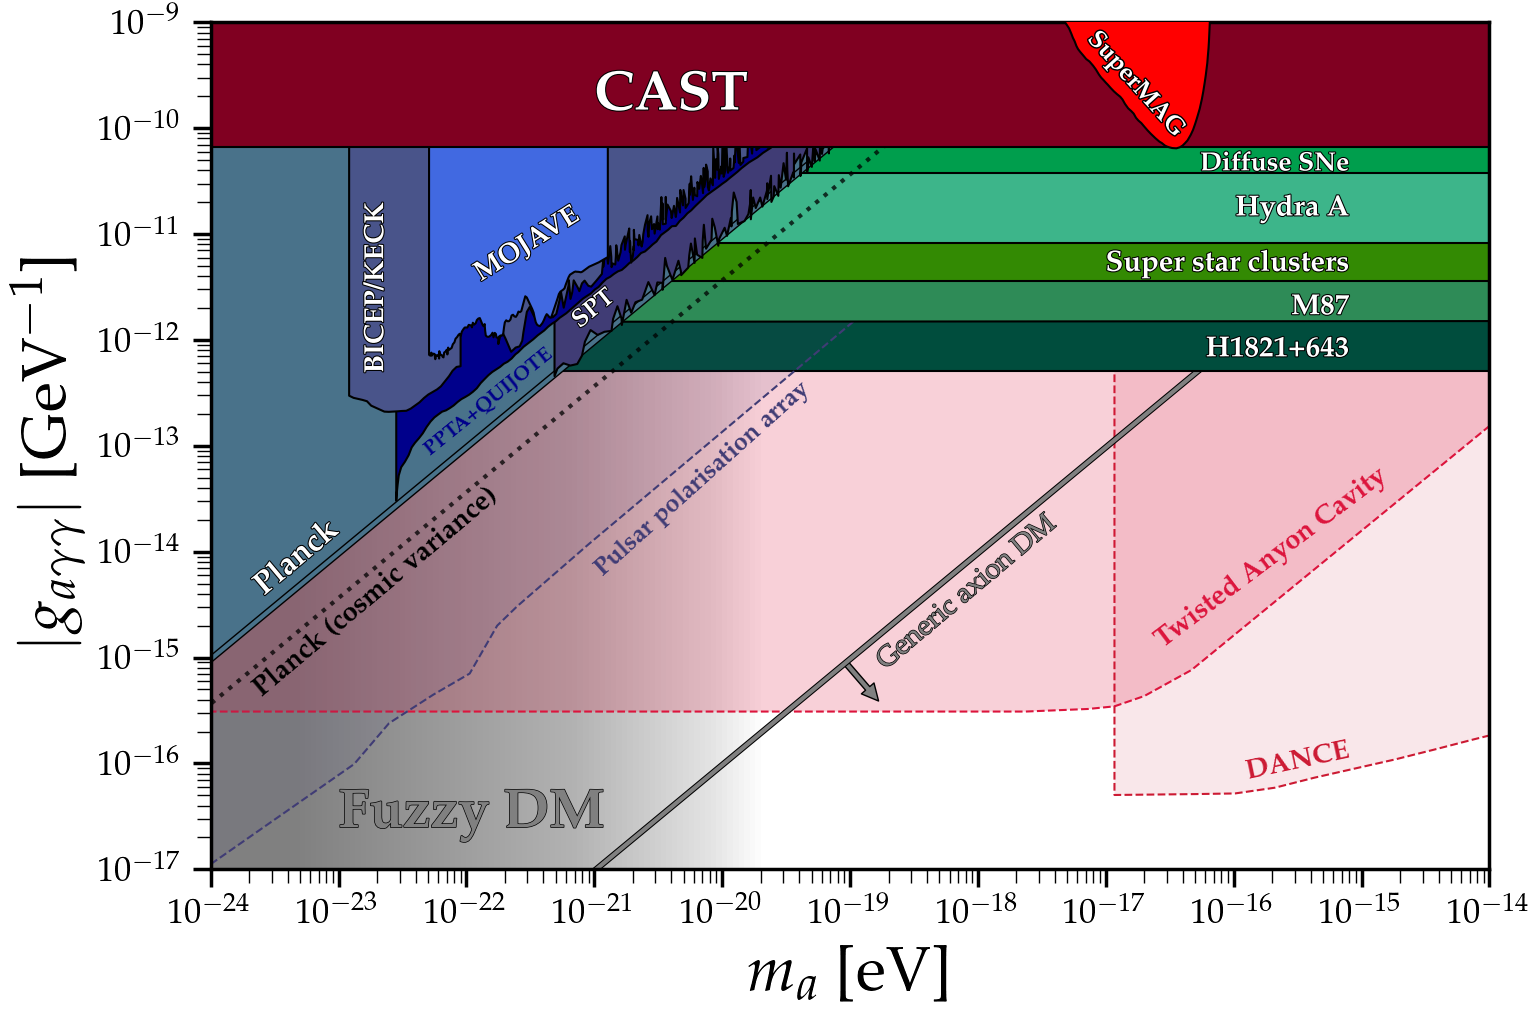 10⁻⁹
10⁻¹⁰
10⁻¹¹
10⁻¹²
10⁻¹³
10⁻¹⁴
10⁻¹⁵
10⁻¹⁶
10⁻¹⁷
|g_aγγ| [GeV⁻¹]
CAST
SuperMAG
Diffuse SNe
Hydra A
Super star clusters
M87
H1821+643
BICEP/KECK
MOJAVE
SPT
PPTA+QUIJOTE
Planck
Planck (cosmic variance)
Pulsar polarisation array
Generic axion DM
Twisted Anyon Cavity
DANCE
Fuzzy DM
10⁻²⁴ 10⁻²³ 10⁻²² 10⁻²¹ 10⁻²⁰ 10⁻¹⁹ 10⁻¹⁸ 10⁻¹⁷ 10⁻¹⁶ 10⁻¹⁵ 10⁻¹⁴
m_a [eV]